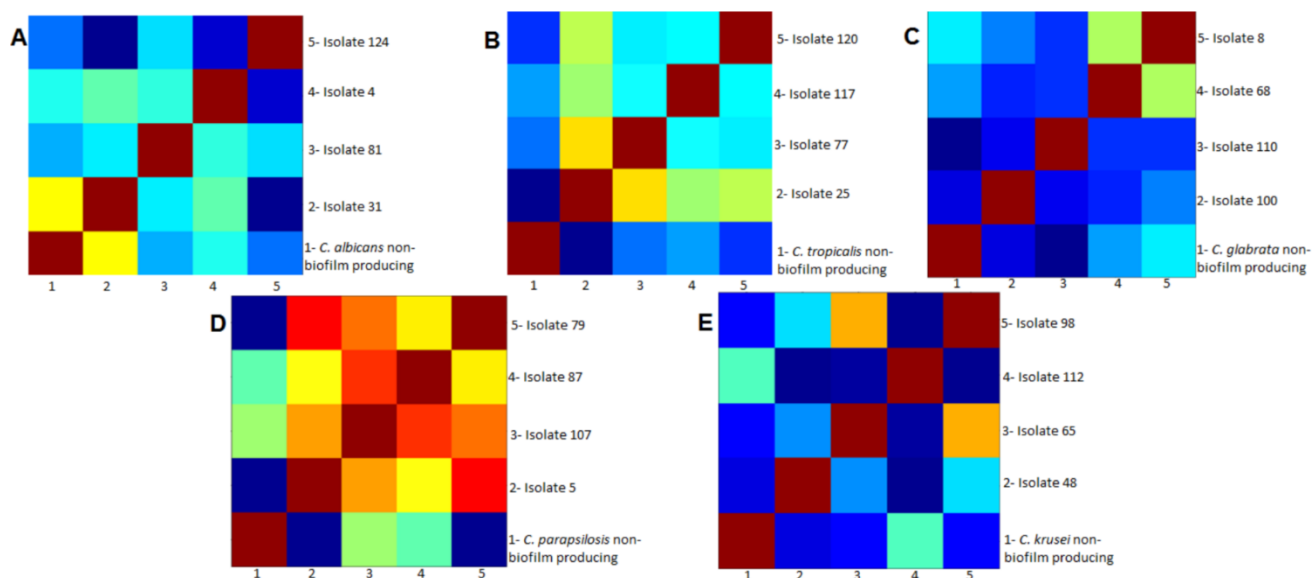 A
5- Isolate 124
4- Isolate 4
3- Isolate 81
2- Isolate 31
1- C. albicans non-
biofilm producing
1 2 3 4 5
B
5- Isolate 120
4- Isolate 117
3- Isolate 77
2- Isolate 25
1- C. tropicalis non-
biofilm producing
1 2 3 4 5
C
5- Isolate 8
4- Isolate 68
3- Isolate 110
2- Isolate 100
1- C. glabrata non-
biofilm producing
1 2 3 4 5
D
5- Isolate 79
4- Isolate 87
3- Isolate 107
2- Isolate 5
1- C. parapsilosis non-
biofilm producing
1 2 3 4 5
E
5- Isolate 98
4- Isolate 112
3- Isolate 65
2- Isolate 48
1- C. krusei non-
biofilm producing
1 2 3 4 5